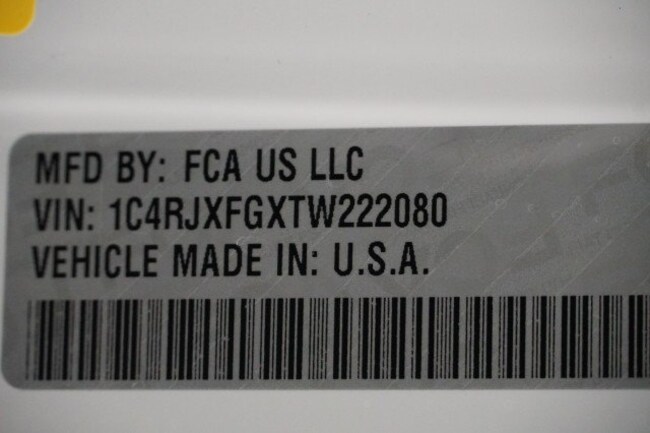 MFD BY: FCA US LLC
VIN: 1C4RJXFGXTW222080
VEHICLE MADE IN: U.S.A.